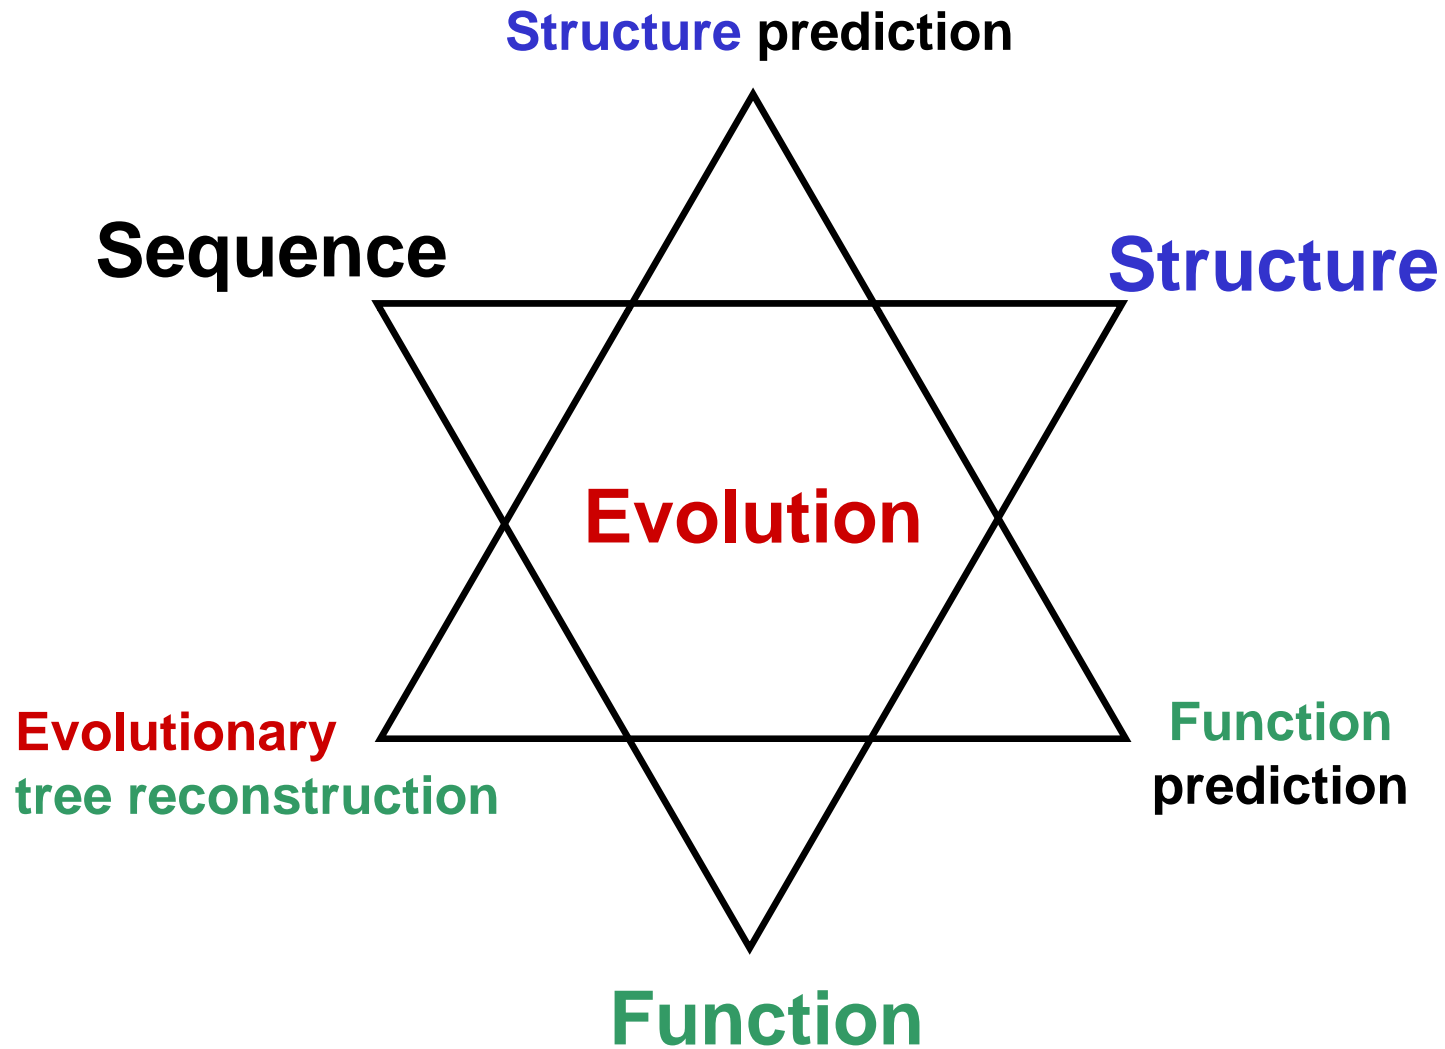 Structure prediction
Sequence
Structure
Evolution
Evolutionary
tree reconstruction
Function
prediction
Function